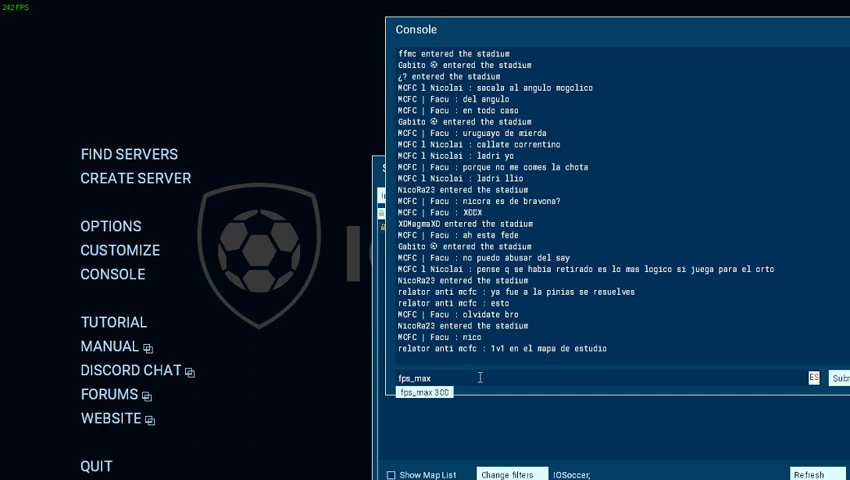 242 FPS
Console
ffmc entered the stadium
Gabito ☮ entered the stadium
¿? entered the stadium
MCFC l Nicolai : sacala al angulo mogolico
MCFC | Facu : del angulo
MCFC | Facu : en todo caso
Gabito ☮ entered the stadium
MCFC | Facu : uruguayo de mierda
MCFC l Nicolai : callate correntino
MCFC l Nicolai : ladri yo
MCFC | Facu : porque no me comes la chota
MCFC l Nicolai : ladri llio
NicoRa23 entered the stadium
MCFC | Facu : nicora es de bravona?
MCFC | Facu : XDDX
XDMagmaXD entered the stadium
MCFC | Facu : ah esta fede
Gabito ☮ entered the stadium
MCFC | Facu : no puedo abusar del say
MCFC l Nicolai : pense q se habia retirado es lo mas logico si juega para el orto
NicoRa23 entered the stadium
relator anti mcfc : ya fue a la pinias se resuelves
relator anti mcfc : esto
MCFC | Facu : olvidate bro
NicoRa23 entered the stadium
MCFC | Facu : nico
relator anti mcfc : 1v1 en el mapa de estudio
fps_max
ES
Subm
fps_max 300
FIND SERVERS
CREATE SERVER
OPTIONS
CUSTOMIZE
CONSOLE
TUTORIAL
MANUAL
DISCORD CHAT
FORUMS
WEBSITE
QUIT
Show Map List
Change filters
IOSoccer;
Refresh